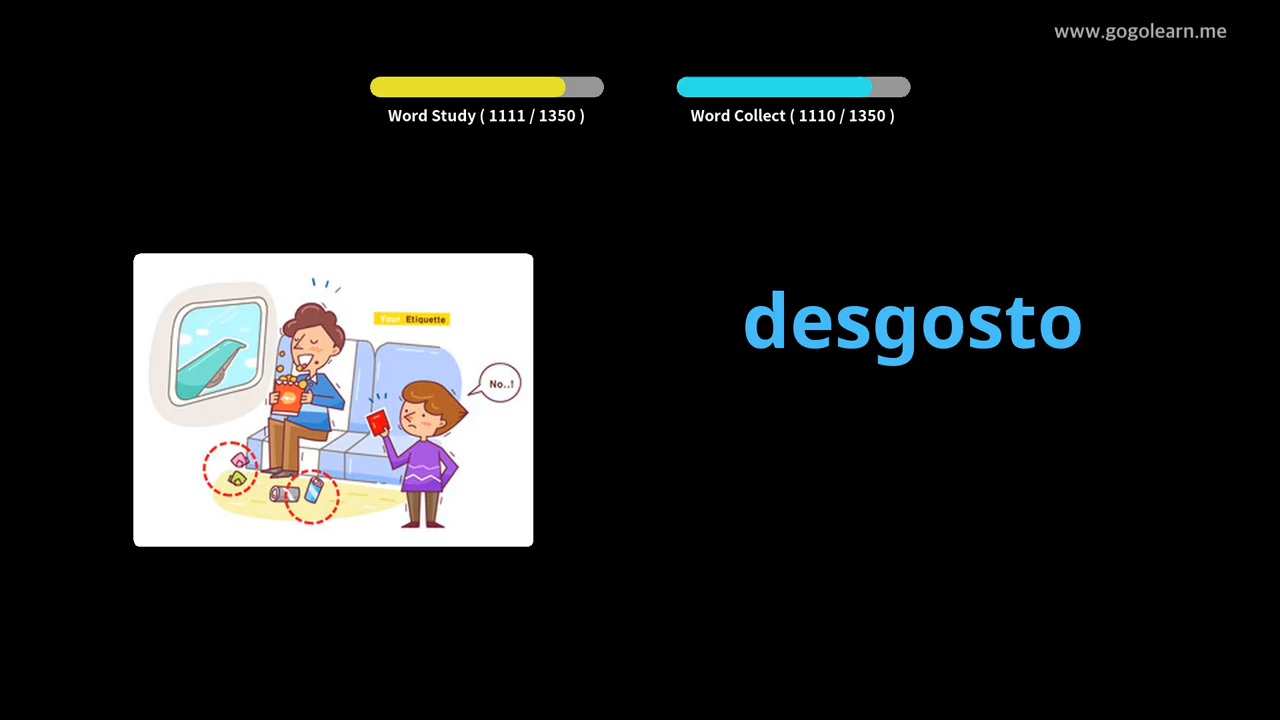 www.gogolearn.me
Word Study ( 1111 / 1350 )
Word Collect ( 1110 / 1350 )
desgosto
Your Etiquette
No..!